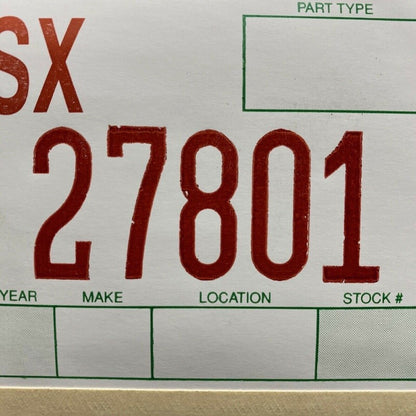 PART TYPE
SX
27801
YEAR MAKE LOCATION STOCK #